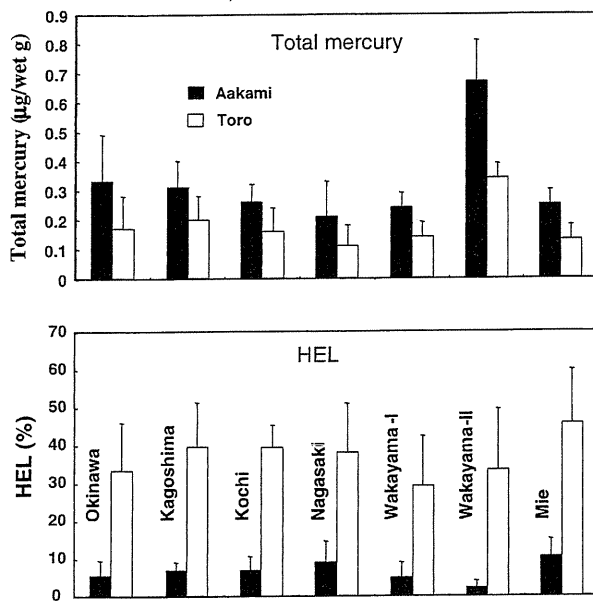 Total mercury
Total mercury (µg/wet g)
0.9
0.8
0.7
0.6
0.5
0.4
0.3
0.2
0.1
0
Aakami
Toro
HEL
HEL (%)
70
60
50
40
30
20
10
0
Okinawa
Kagoshima
Kochi
Nagasaki
Wakayama -I
Wakayama-II
Mie